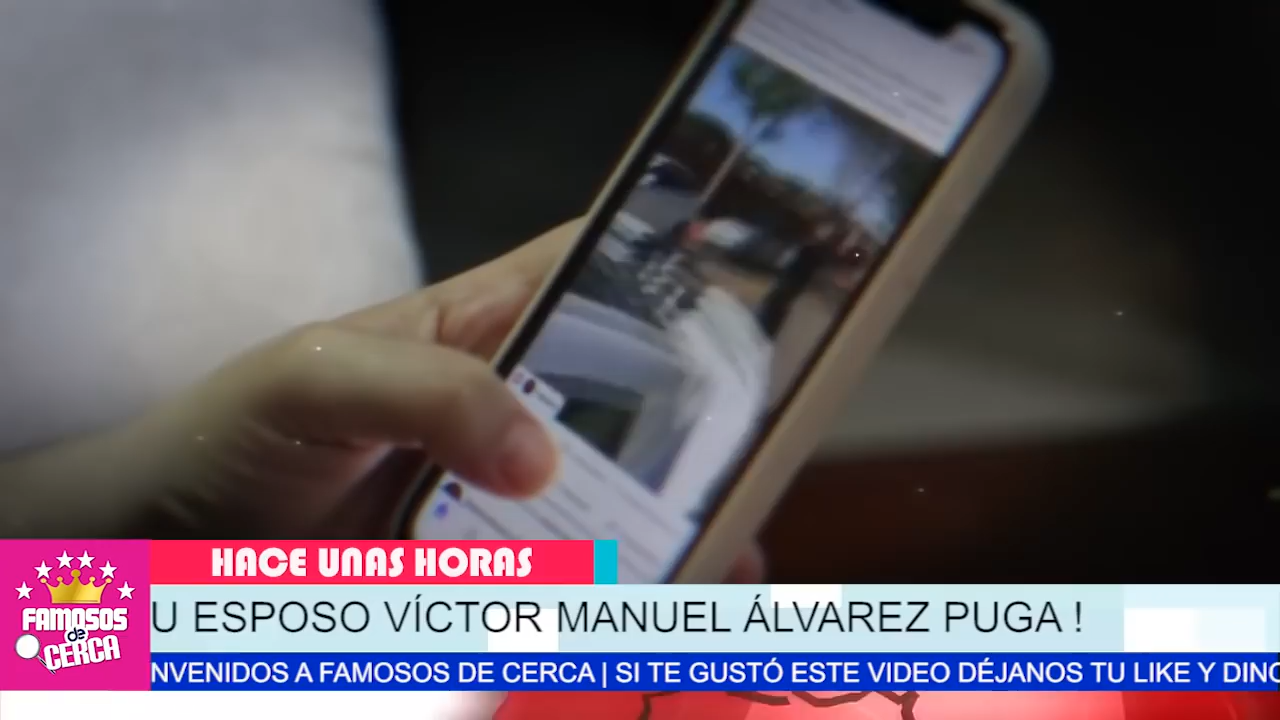 HACE UNAS HORAS
U ESPOSO VÍCTOR MANUEL ÁLVAREZ PUGA !
FAMOSOS
de
CERCA
NVENIDOS A FAMOSOS DE CERCA | SI TE GUSTÓ ESTE VIDEO DÉJANOS TU LIKE Y DINO